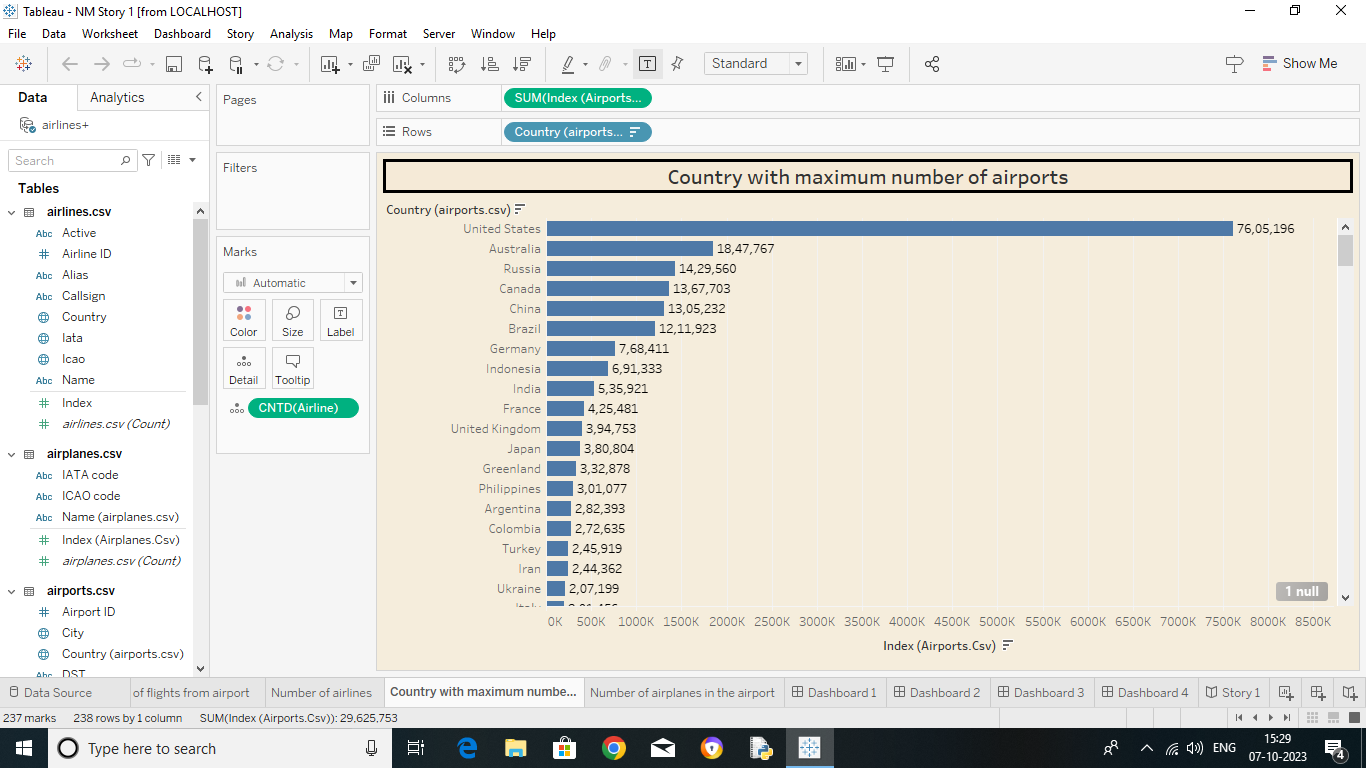 Tableau - NM Story 1 [from LOCALHOST]
File Data Worksheet Dashboard Story Analysis Map Format Server Window Help
Standard
Show Me
Data Analytics
airlines+
Search
Tables
airlines.csv
Abc Active
Airline ID
Abc Alias
Abc Callsign
Country
Iata
Icao
Abc Name
Index
airlines.csv (Count)
airplanes.csv
Abc IATA code
Abc ICAO code
Abc Name (airplanes.csv)
Index (Airplanes.Csv)
airplanes.csv (Count)
airports.csv
Airport ID
City
Country (airports.csv)
Abc DST
Pages
Filters
Marks
Automatic
Color Size Label
Detail Tooltip
CNTD(Airline)
Columns SUM(Index (Airports...
Rows Country (airports...
Country with maximum number of airports
Country (airports.csv)
United States 76,05,196
Australia 18,47,767
Russia 14,29,560
Canada 13,67,703
China 13,05,232
Brazil 12,11,923
Germany 7,68,411
Indonesia 6,91,333
India 5,35,921
France 4,25,481
United Kingdom 3,94,753
Japan 3,80,804
Greenland 3,32,878
Philippines 3,01,077
Argentina 2,82,393
Colombia 2,72,635
Turkey 2,45,919
Iran 2,44,362
Ukraine 2,07,199
Italy
1 null
0K 500K 1000K 1500K 2000K 2500K 3000K 3500K 4000K 4500K 5000K 5500K 6000K 6500K 7000K 7500K 8000K 8500K
Index (Airports.Csv)
Data Source of flights from airport Number of airlines Country with maximum numbe... Number of airplanes in the airport Dashboard 1 Dashboard 2 Dashboard 3 Dashboard 4 Story 1
237 marks 238 rows by 1 column SUM(Index (Airports.Csv)): 29,625,753
Type here to search
ENG
15:29
07-10-2023
4